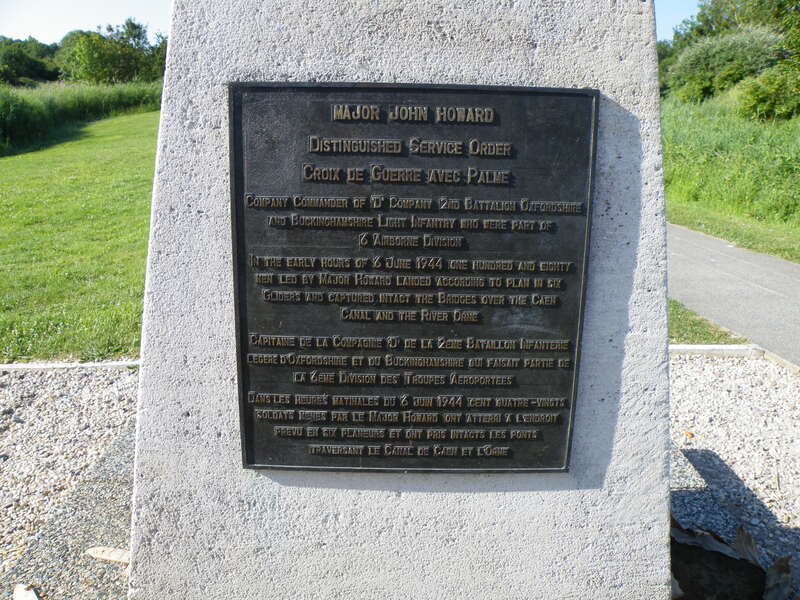 Major John Howard
Distinguished Service Order
Croix de Guerre avec Palme
Company Commander of 'D' Company 2nd Battalion Oxfordshire
and Buckinghamshire Light Infantry who were part of
6 Airborne Division
In the early hours of 6 June 1944 one hundred and eighty
men led by Major Howard landed according to plan in six
Gliders and captured intact the Bridges over the Caen
Canal and the River Orne
Capitaine de la Compagnie 'D' de la 2eme Bataillon Infanterie
Legere d'Oxfordshire et du Buckinghamshire qui faisait partie de
la 6eme Division des Troupes Aeroportees
Dans les heures matinales du 6 Juin 1944 cent quatre-vingts
soldats menes par le Major Howard ont atterri a l'endroit
prevu en six planeurs et ont pris intacts les ponts
traversant le Canal de Caen et l'Orne